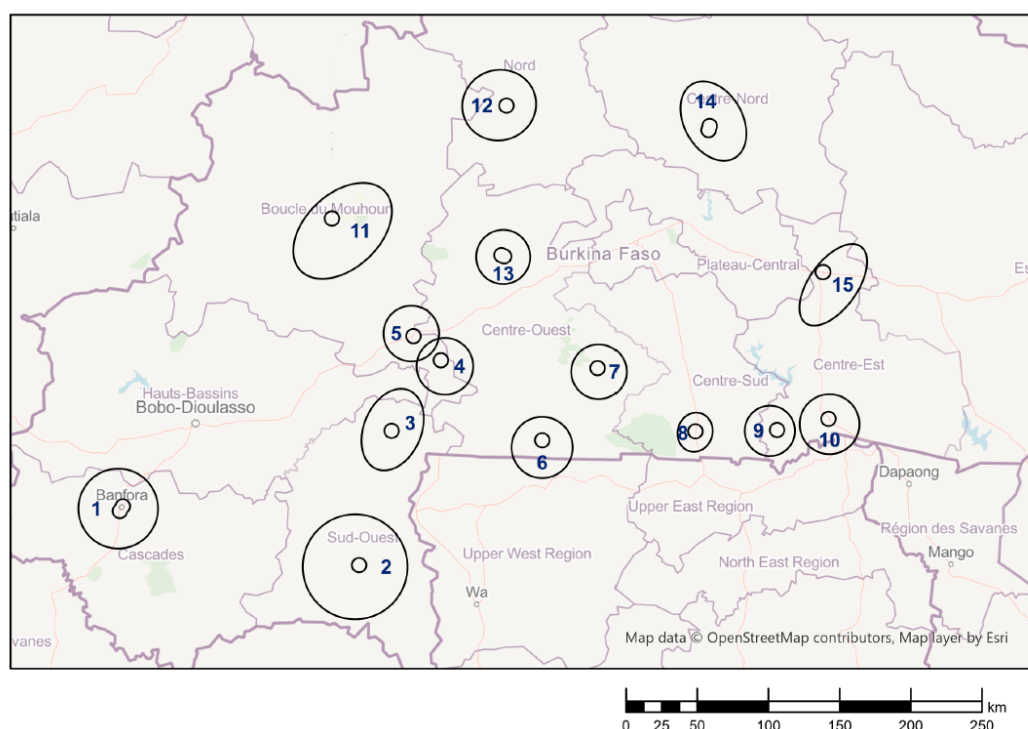 Nord
12
14
Centre-Nord
Boucle du Mouhoun
11
utiala
13
Burkina Faso
Plateau-Central
15
Es
5
Centre-Ouest
4
7
Centre-Est
Centre-Sud
Hauts-Bassins
Bobo-Dioulasso
3
8
9
10
6
Dapaong
1
Banfora
Upper East Region
Région des Savanes
Sud-Ouest
2
Cascades
Upper West Region
North East Region
Mango
Wa
vanes
Map data © OpenStreetMap contributors, Map layer by Esri
km
0 25 50 100 150 200 250